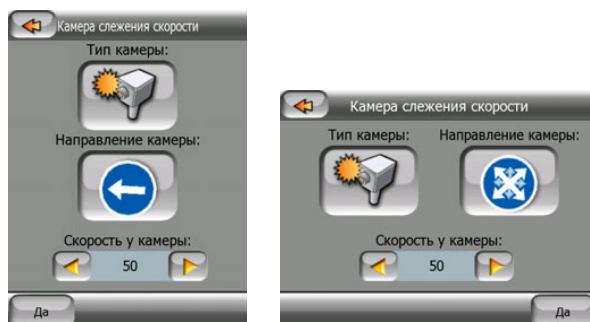 Камера слежения скорости
Тип камеры:
Направление камеры:
Скорость у камеры:
50
Да
Камера слежения скорости
Тип камеры: Направление камеры:
Скорость у камеры:
50
Да